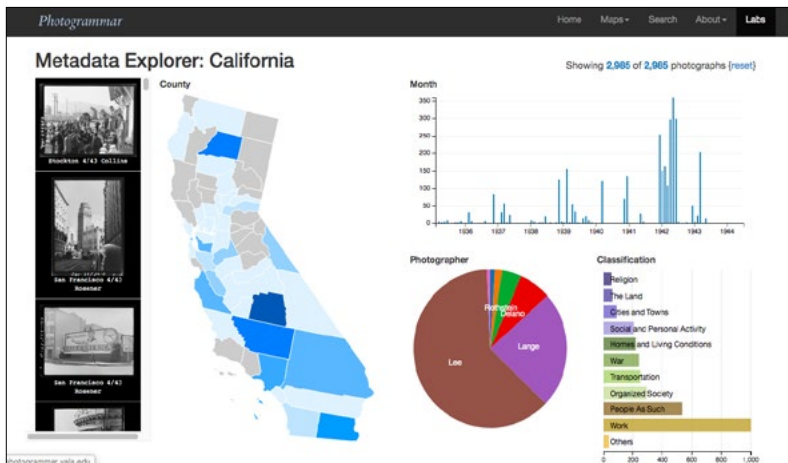 Photogrammar
Home Maps Search About Labs
Metadata Explorer: California
Showing 2,985 of 2,985 photographs (reset)
County
Stockton 4/43 Collins
San Francisco 4/43
Rosener
San Francisco 4/43
Rosener
Month
350
300
250
200
150
100
50
0
1936 1937 1938 1939 1940 1941 1942 1943 1944
Photographer
Rothstein
Delano
Lange
Lee
Classification
Religion
The Land
Cities and Towns
Social and Personal Activity
Homes and Living Conditions
War
Transportation
Organized Society
People As Such
Work
Others
0 200 400 600 800 1,000
photogrammar.yale.edu